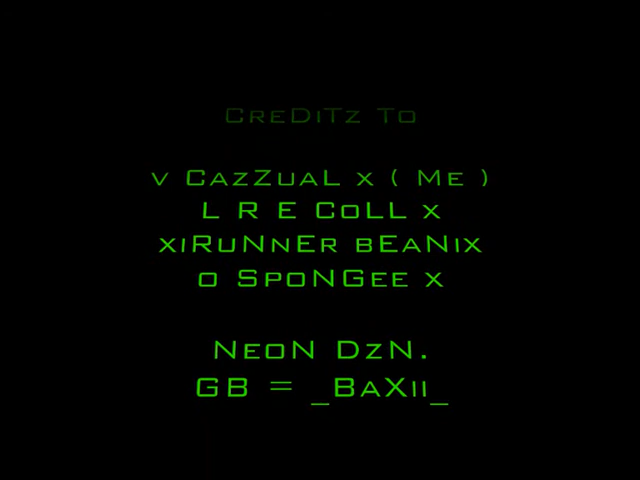 CreDiTz To
v CazZuaL x ( Me )
L R E CoLL x
xiRuNNEr bEaNix
o SpoNGee x
NeoN DzN.
GB = _BaXii_